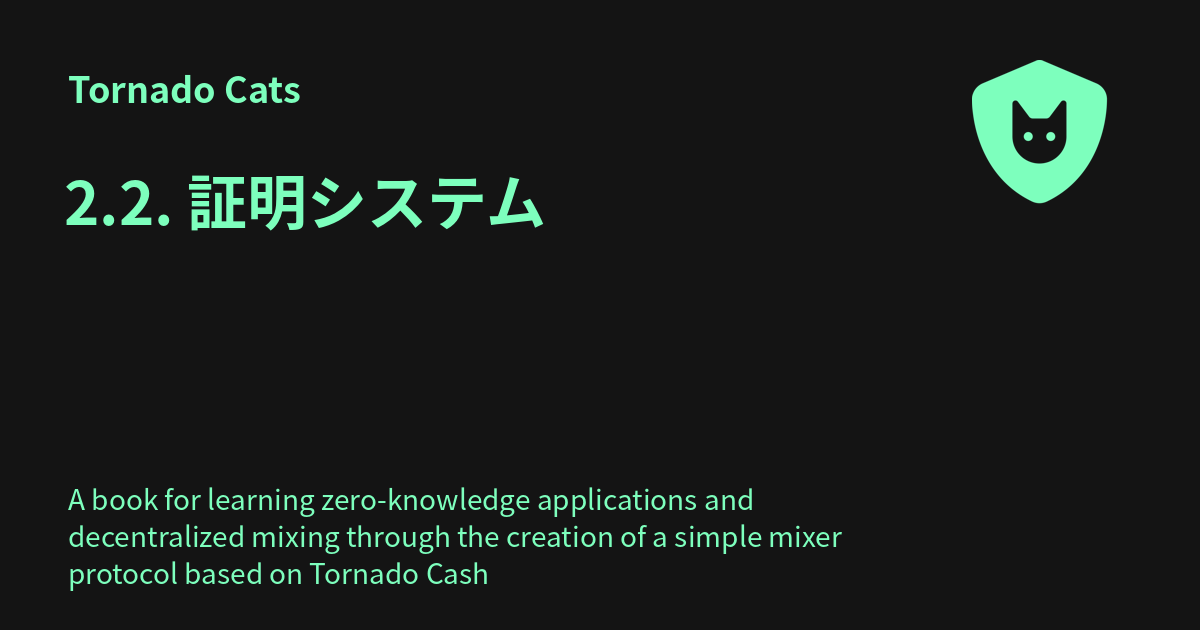 Tornado Cats
2.2. 証明システム
A book for learning zero-knowledge applications and
decentralized mixing through the creation of a simple mixer
protocol based on Tornado Cash